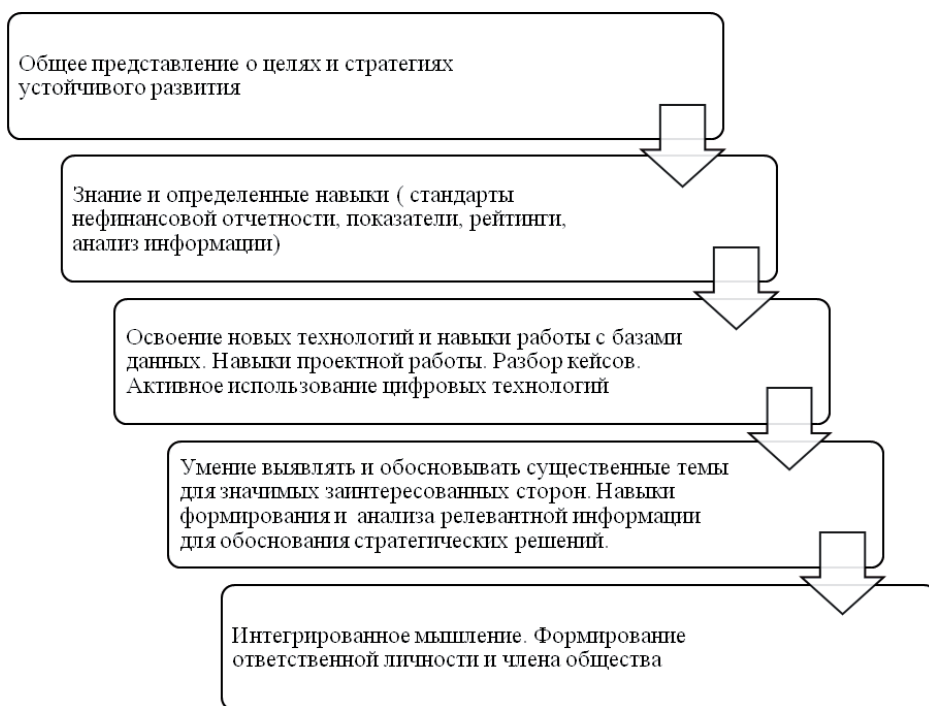 Общее представление о целях и стратегиях
устойчивого развития
Знание и определенные навыки ( стандарты
нефинансовой отчетности, показатели, рейтинги,
анализ информации)
Освоение новых технологий и навыки работы с базами
данных. Навыки проектной работы. Разбор кейсов.
Активное использование цифровых технологий
Умение выявлять и обосновывать существенные темы
для значимых заинтересованных сторон. Навыки
формирования и анализа релевантной информации
для обоснования стратегических решений.
Интегрированное мышление. Формирование
ответственной личности и члена общества